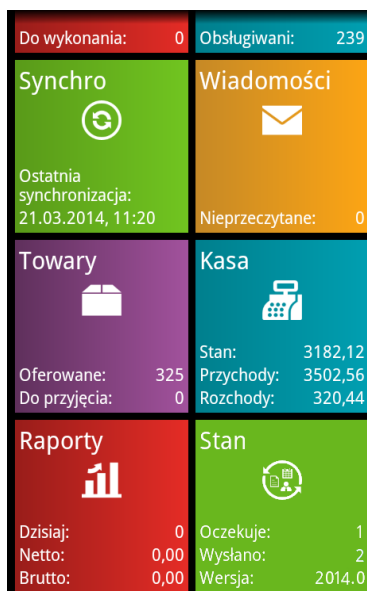 Do wykonania: 0
Obsługiwani: 239
Synchro
Ostatnia
synchronizacja:
21.03.2014, 11:20
Wiadomości
Nieprzeczytane: 0
Towary
Oferowane: 325
Do przyjęcia: 0
Kasa
Stan: 3182,12
Przychody: 3502,56
Rozchody: 320,44
Raporty
Dzisiaj: 0
Netto: 0,00
Brutto: 0,00
Stan
Oczekuje: 1
Wysłano: 2
Wersja: 2014.0